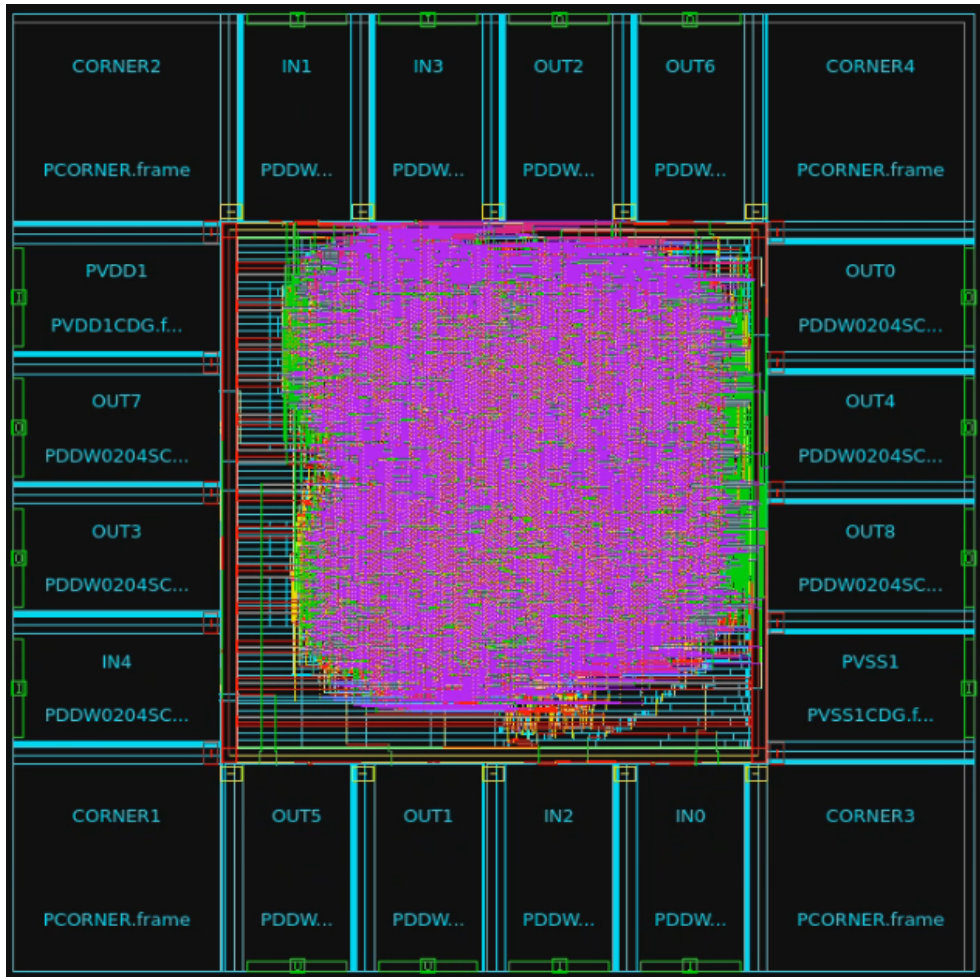 CORNER2
IN1
IN3
OUT2
OUT6
CORNER4
PCORNER.frame
PDDW...
PDDW...
PDDW...
PDDW...
PCORNER.frame
PVDD1
PVDD1CDG.f...
OUT7
PDDW0204SC...
OUT3
PDDW0204SC...
IN4
PDDW0204SC...
OUT0
PDDW0204SC...
OUT4
PDDW0204SC...
OUT8
PDDW0204SC...
PVSS1
PVSS1CDG.f...
CORNER1
OUT5
OUT1
IN2
IN0
CORNER3
PCORNER.frame
PDDW...
PDDW...
PDDW...
PDDW...
PCORNER.frame